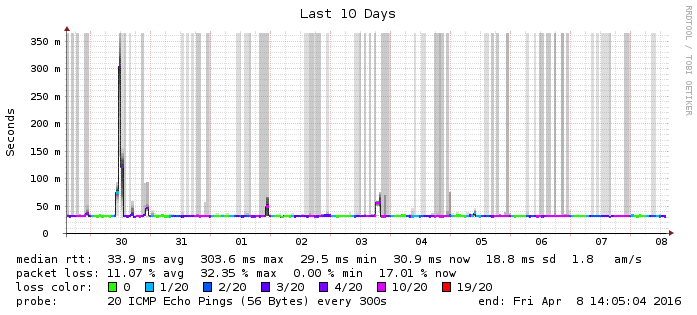 Last 10 Days
RRDTOOL / TOBI OETIKER
Seconds
350 m
300 m
250 m
200 m
150 m
100 m
50 m
0
30 31 01 02 03 04 05 06 07 08
median rtt: 33.9 ms avg 303.6 ms max 29.5 ms min 30.9 ms now 18.8 ms sd 1.8 am/s
packet loss: 11.07 % avg 32.35 % max 0.00 % min 17.01 % now
loss color: 0 1/20 2/20 3/20 4/20 10/20 19/20
probe: 20 ICMP Echo Pings (56 Bytes) every 300s end: Fri Apr 8 14:05:04 2016